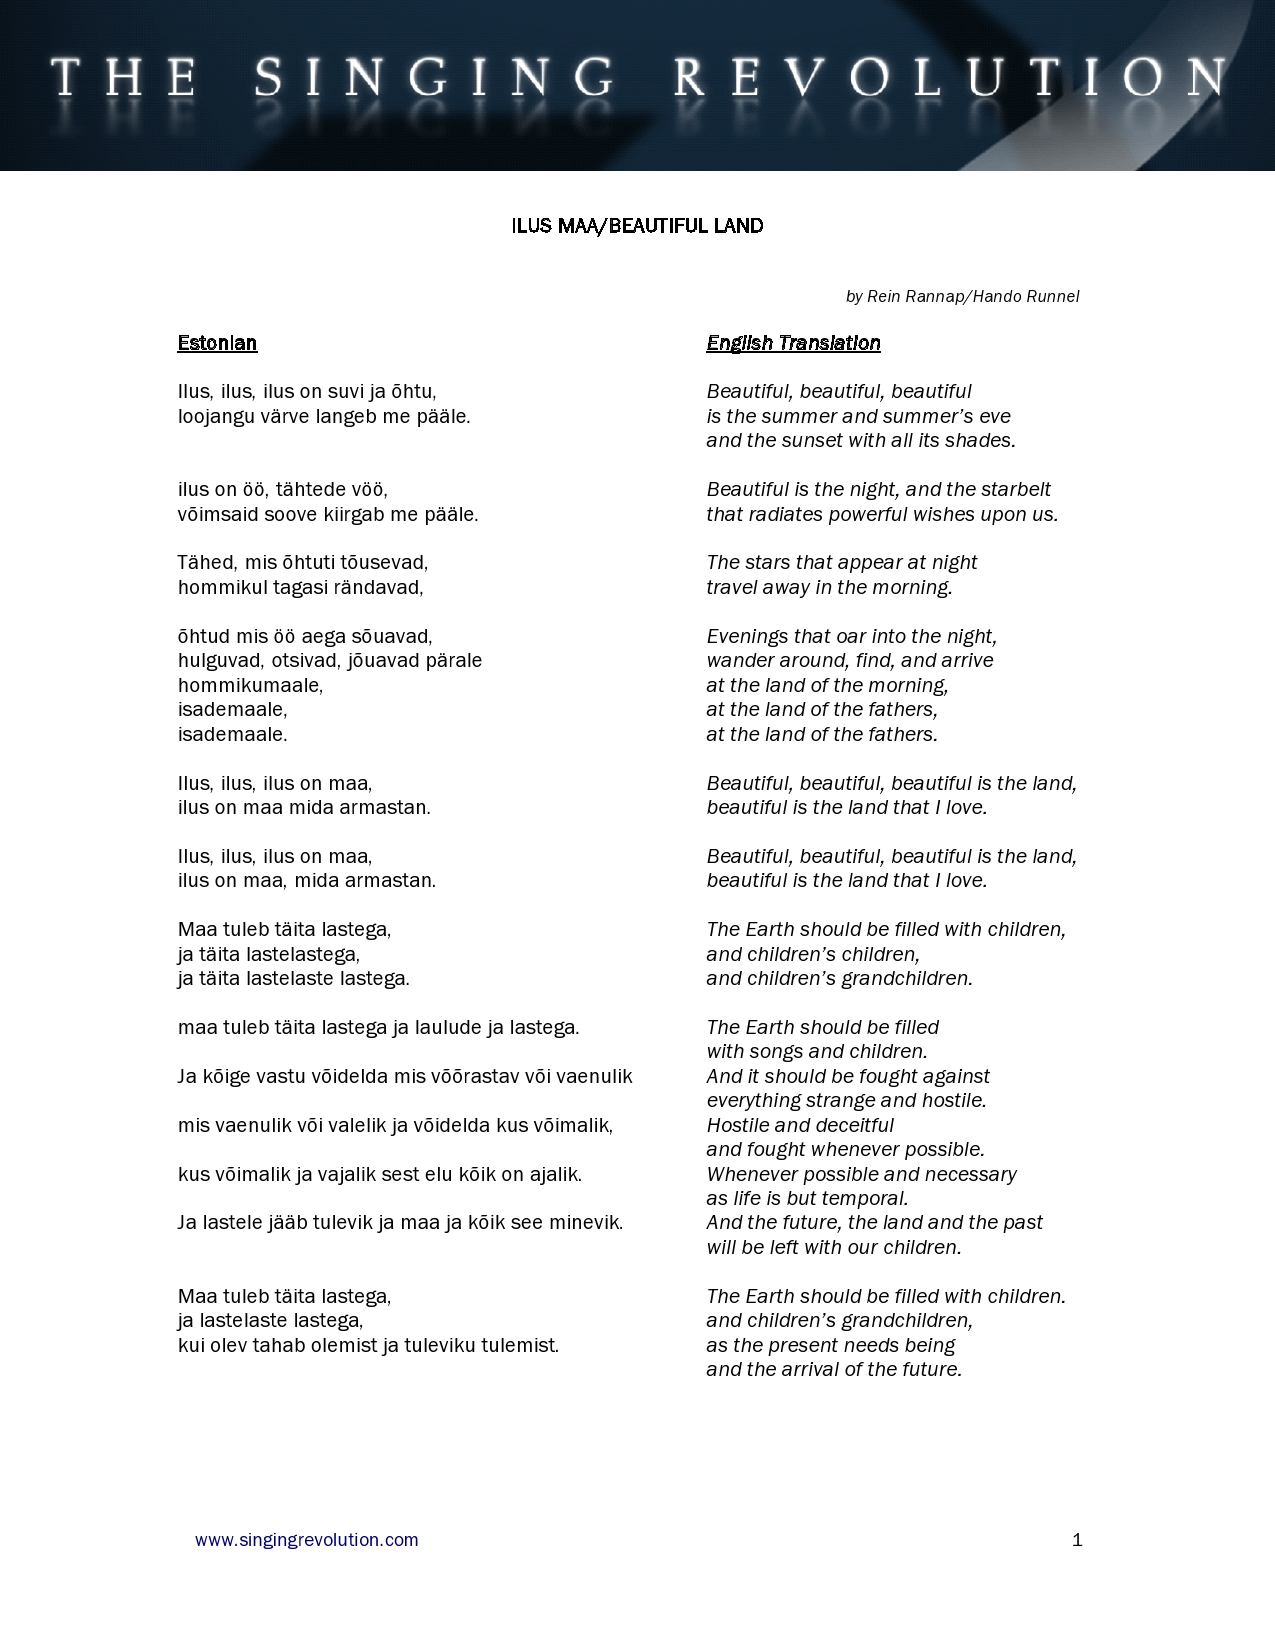 THE SINGING REVOLUTION
ILUS MAA/BEAUTIFUL LAND
by Rein Rannap/Hando Runnel
Estonian
Ilus, ilus, ilus on suvi ja õhtu,
loojangu värve langeb me pääle.
ilus on öö, tähtede vöö,
võimsaid soove kiirgab me pääle.
Tähed, mis õhtuti tõusevad,
hommikul tagasi rändavad,
õhtud mis öö aega sõuavad,
hulguvad, otsivad, jõuavad pärale
hommikumaale,
isademaale,
isademaale.
Ilus, ilus, ilus on maa,
ilus on maa mida armastan.
Ilus, ilus, ilus on maa,
ilus on maa, mida armastan.
Maa tuleb täita lastega,
ja täita lastelastega,
ja täita lastelaste lastega.
maa tuleb täita lastega ja laulude ja lastega.
Ja kõige vastu võidelda mis võõrastav või vaenulik
mis vaenulik või valelik ja võidelda kus võimalik,
kus võimalik ja vajalik sest elu kõik on ajalik.
Ja lastele jääb tulevik ja maa ja kõik see minevik.
Maa tuleb täita lastega,
ja lastelaste lastega,
kui olev tahab olemist ja tuleviku tulemist.
English Translation
Beautiful, beautiful, beautiful
is the summer and summer's eve
and the sunset with all its shades.
Beautiful is the night, and the starbelt
that radiates powerful wishes upon us.
The stars that appear at night
travel away in the morning.
Evenings that oar into the night,
wander around, find, and arrive
at the land of the morning,
at the land of the fathers,
at the land of the fathers.
Beautiful, beautiful, beautiful is the land,
beautiful is the land that I love.
Beautiful, beautiful, beautiful is the land,
beautiful is the land that I love.
The Earth should be filled with children,
and children's children,
and children's grandchildren.
The Earth should be filled
with songs and children.
And it should be fought against
everything strange and hostile.
Hostile and deceitful
and fought whenever possible.
Whenever possible and necessary
as life is but temporal.
And the future, the land and the past
will be left with our children.
The Earth should be filled with children.
and children's grandchildren,
as the present needs being
and the arrival of the future.
www.singingrevolution.com
1